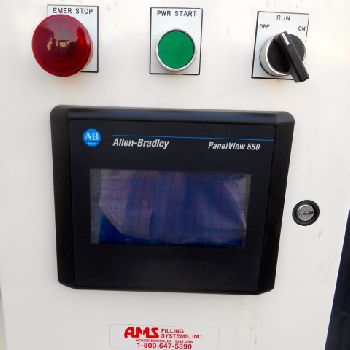 EMER STOP
PWR START
RUN
OFF ON
AB
Allen-Bradley PanelView 550
AMS FILLING
SYSTEMS, INC.
1-800-647-5390